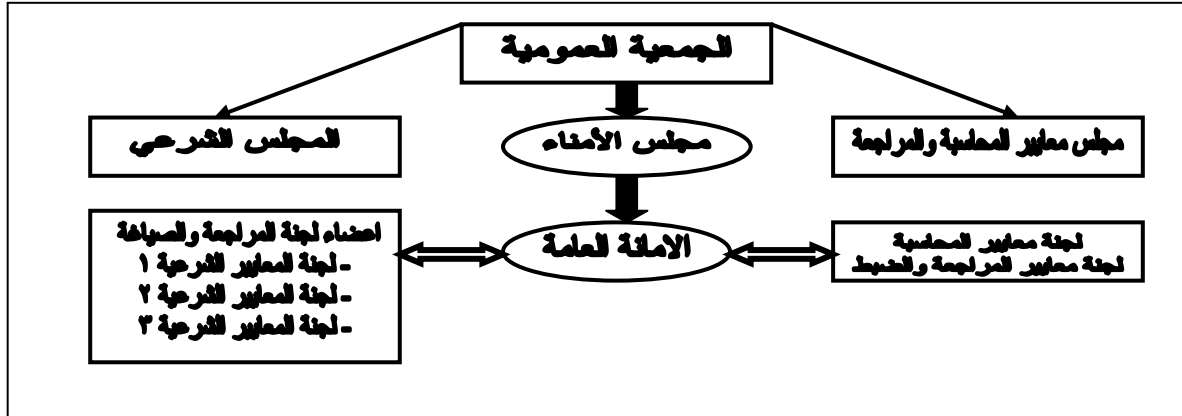 الجمعية العمومية
مجلس معايير المحاسبة والمراجعة
مجلس الأمناء
المجلس الشرعي
لجنة معايير المحاسبة
لجنة معايير المراجعة والضبط
الامانة العامة
اعضاء لجنة المراجعة والصياغة
- لجنة المعايير الشرعية ١
- لجنة المعايير الشرعية ٢
- لجنة المعايير الشرعية ٣